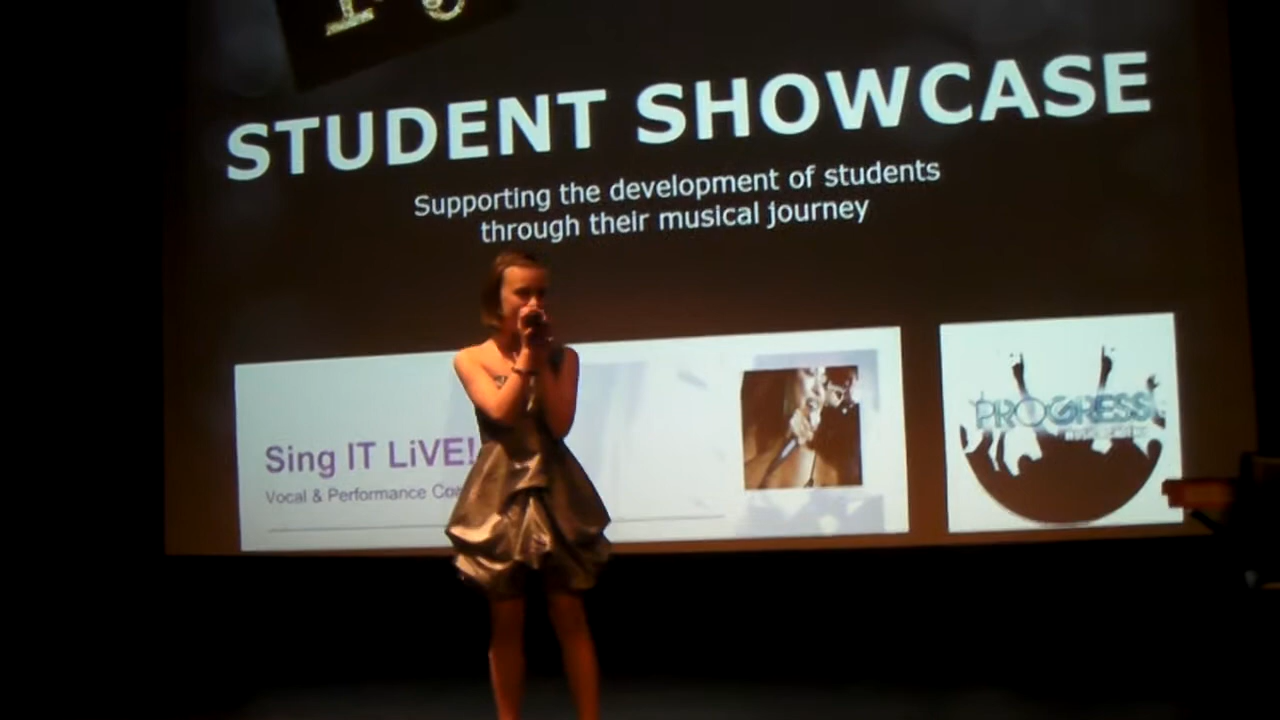 STUDENT SHOWCASE
Supporting the development of students
through their musical journey
Sing IT LiVE!
Vocal & Performance
PROGRESS